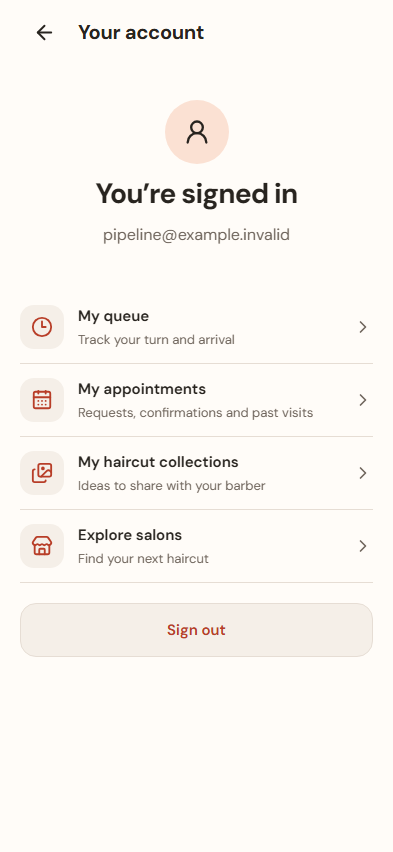 Your account
You’re signed in
pipeline@example.invalid
My queue
Track your turn and arrival
My appointments
Requests, confirmations and past visits
My haircut collections
Ideas to share with your barber
Explore salons
Find your next haircut
Sign out